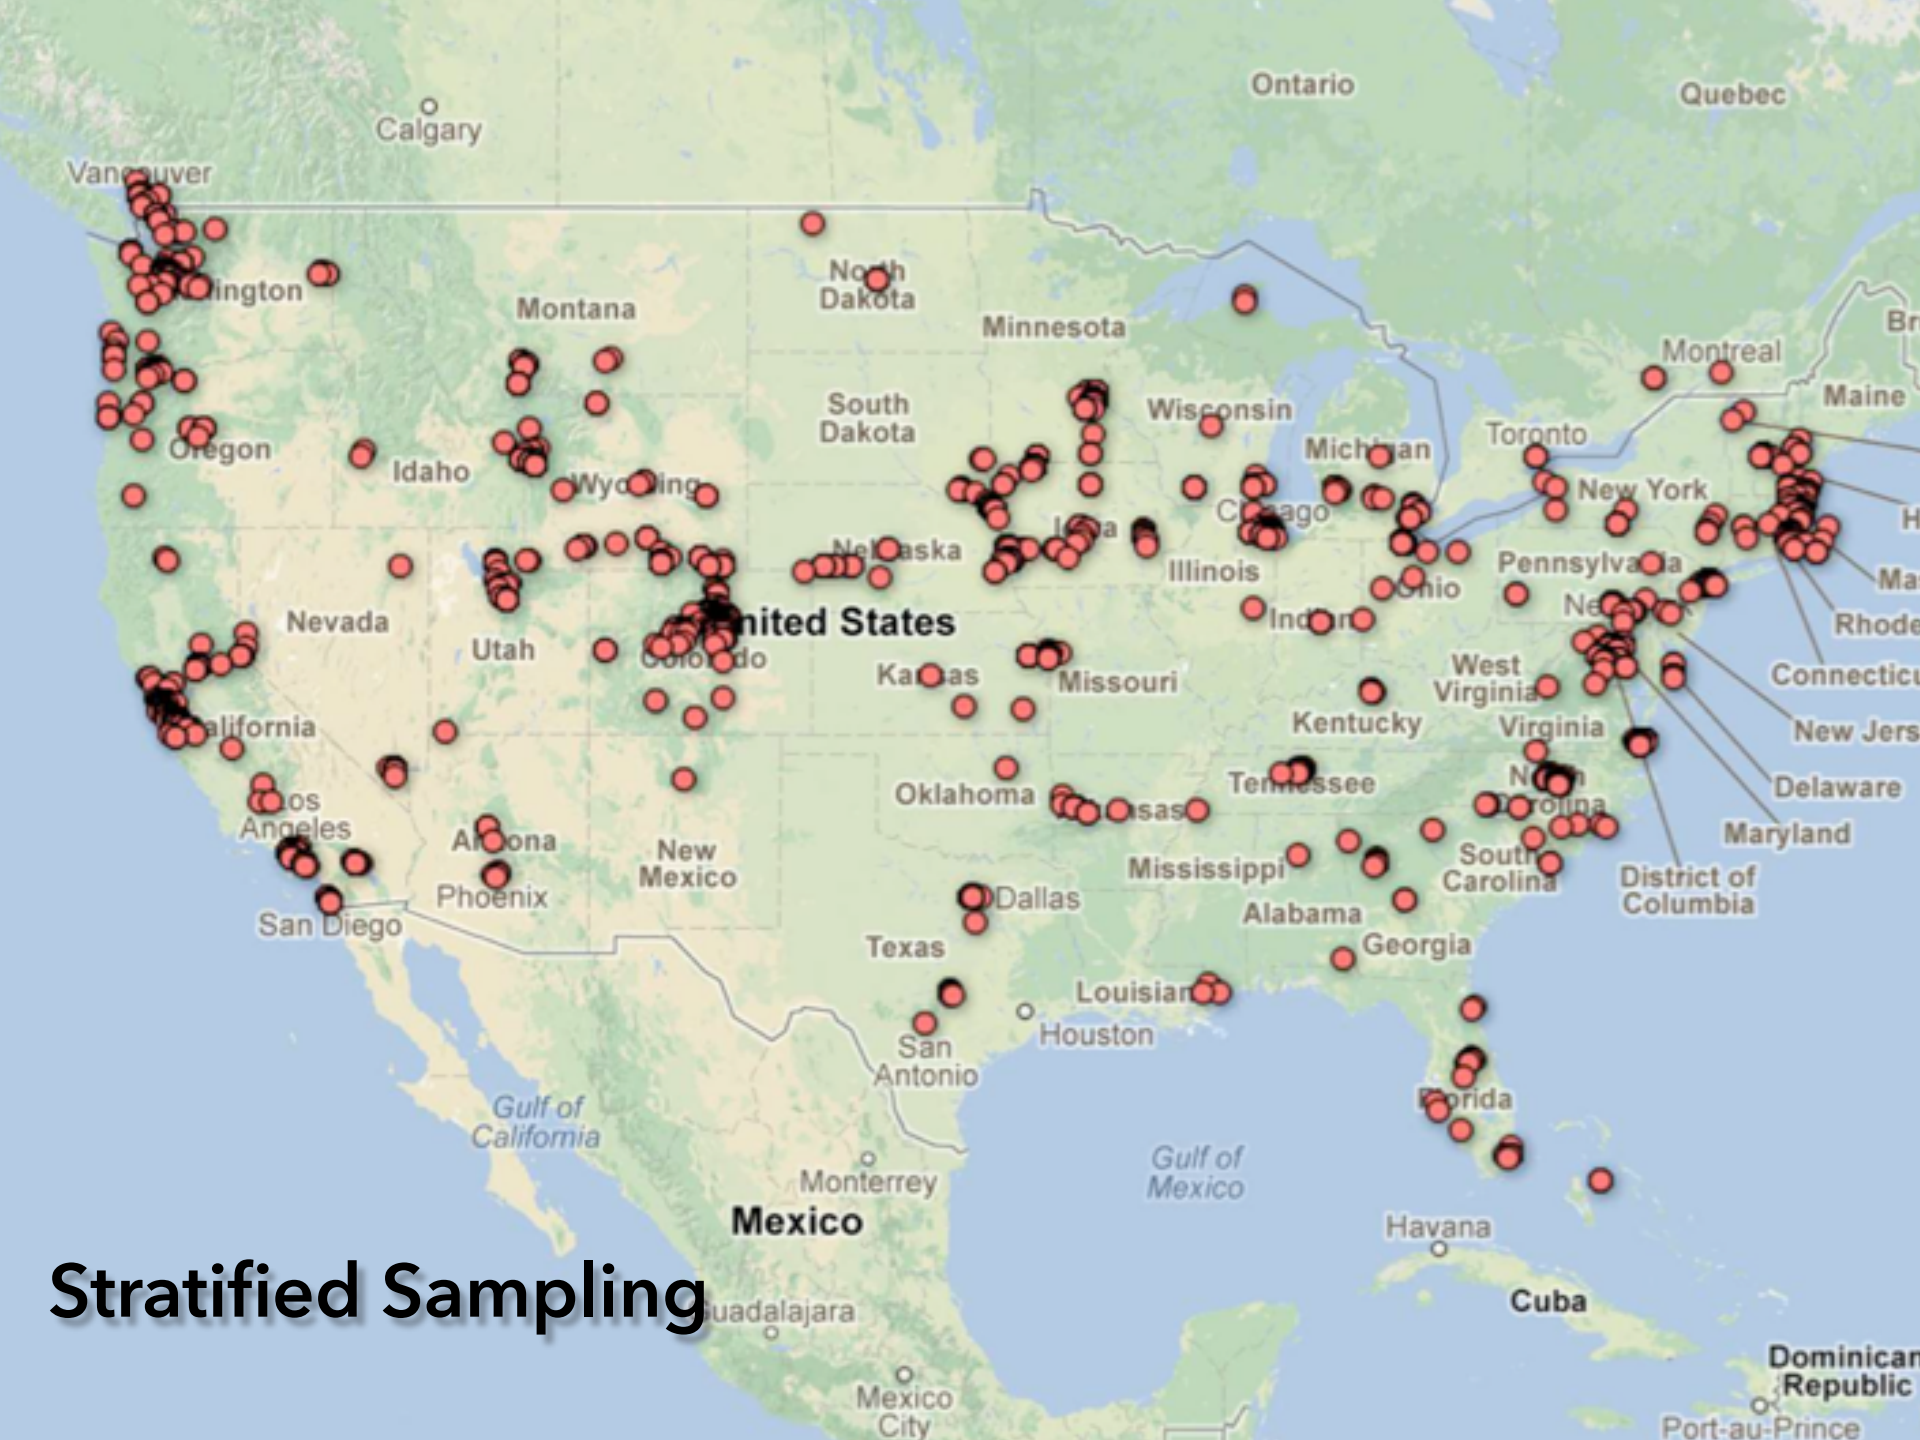 Ontario
Quebec
Calgary
Vancouver
Montana
North
Dakota
Minnesota
Montreal
Maine
South
Dakota
Wisconsin
Michigan
Toronto
Oregon
Idaho
Wyoming
New York
Chicago
Iowa
Nebraska
Illinois
Pennsylvania
Ohio
Nevada
Utah
United States
Colorado
Kansas
Missouri
West
Virginia
Kentucky
Virginia
California
Oklahoma
Tennessee
North
Carolina
Los
Angeles
Arizona
New
Mexico
Phoenix
San Diego
Dallas
Mississippi
South
Carolina
Alabama
Georgia
Texas
Houston
San
Antonio
Florida
Rhode
Connecticu
New Jers
Delaware
Maryland
District of
Columbia
Gulf of
California
Gulf of
Mexico
Monterrey
Mexico
Havana
Cuba
Stratified Sampling
Guadalajara
Mexico
City
Dominican
Republic
Port-au-Prince